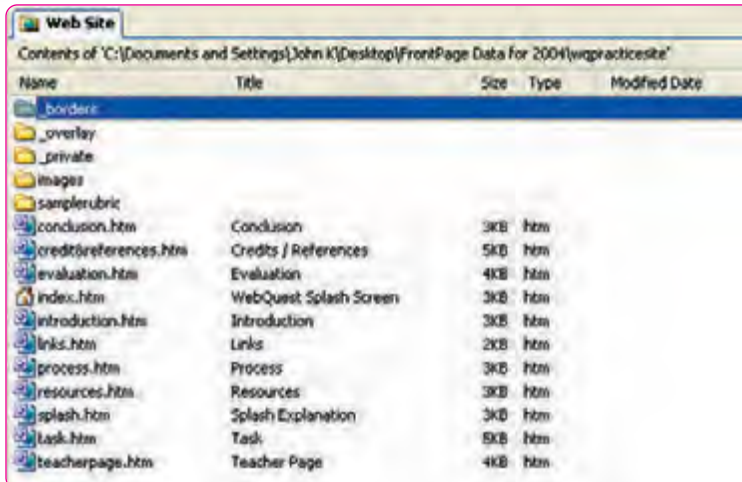 Web Site
Contents of 'C:\Documents and Settings\John K\Desktop\FrontPage Data for 2004\wqpracticesite'
Name Title Size Type Modified Date
_borders
_overlay
_private
images
samplerubric
conclusion.htm Conclusion 3KB htm
credit&references.htm Credits / References 5KB htm
evaluation.htm Evaluation 4KB htm
index.htm WebQuest Splash Screen 3KB htm
introduction.htm Introduction 3KB htm
links.htm Links 2KB htm
process.htm Process 3KB htm
resources.htm Resources 3KB htm
splash.htm Splash Explanation 3KB htm
task.htm Task 5KB htm
teacherpage.htm Teacher Page 4KB htm